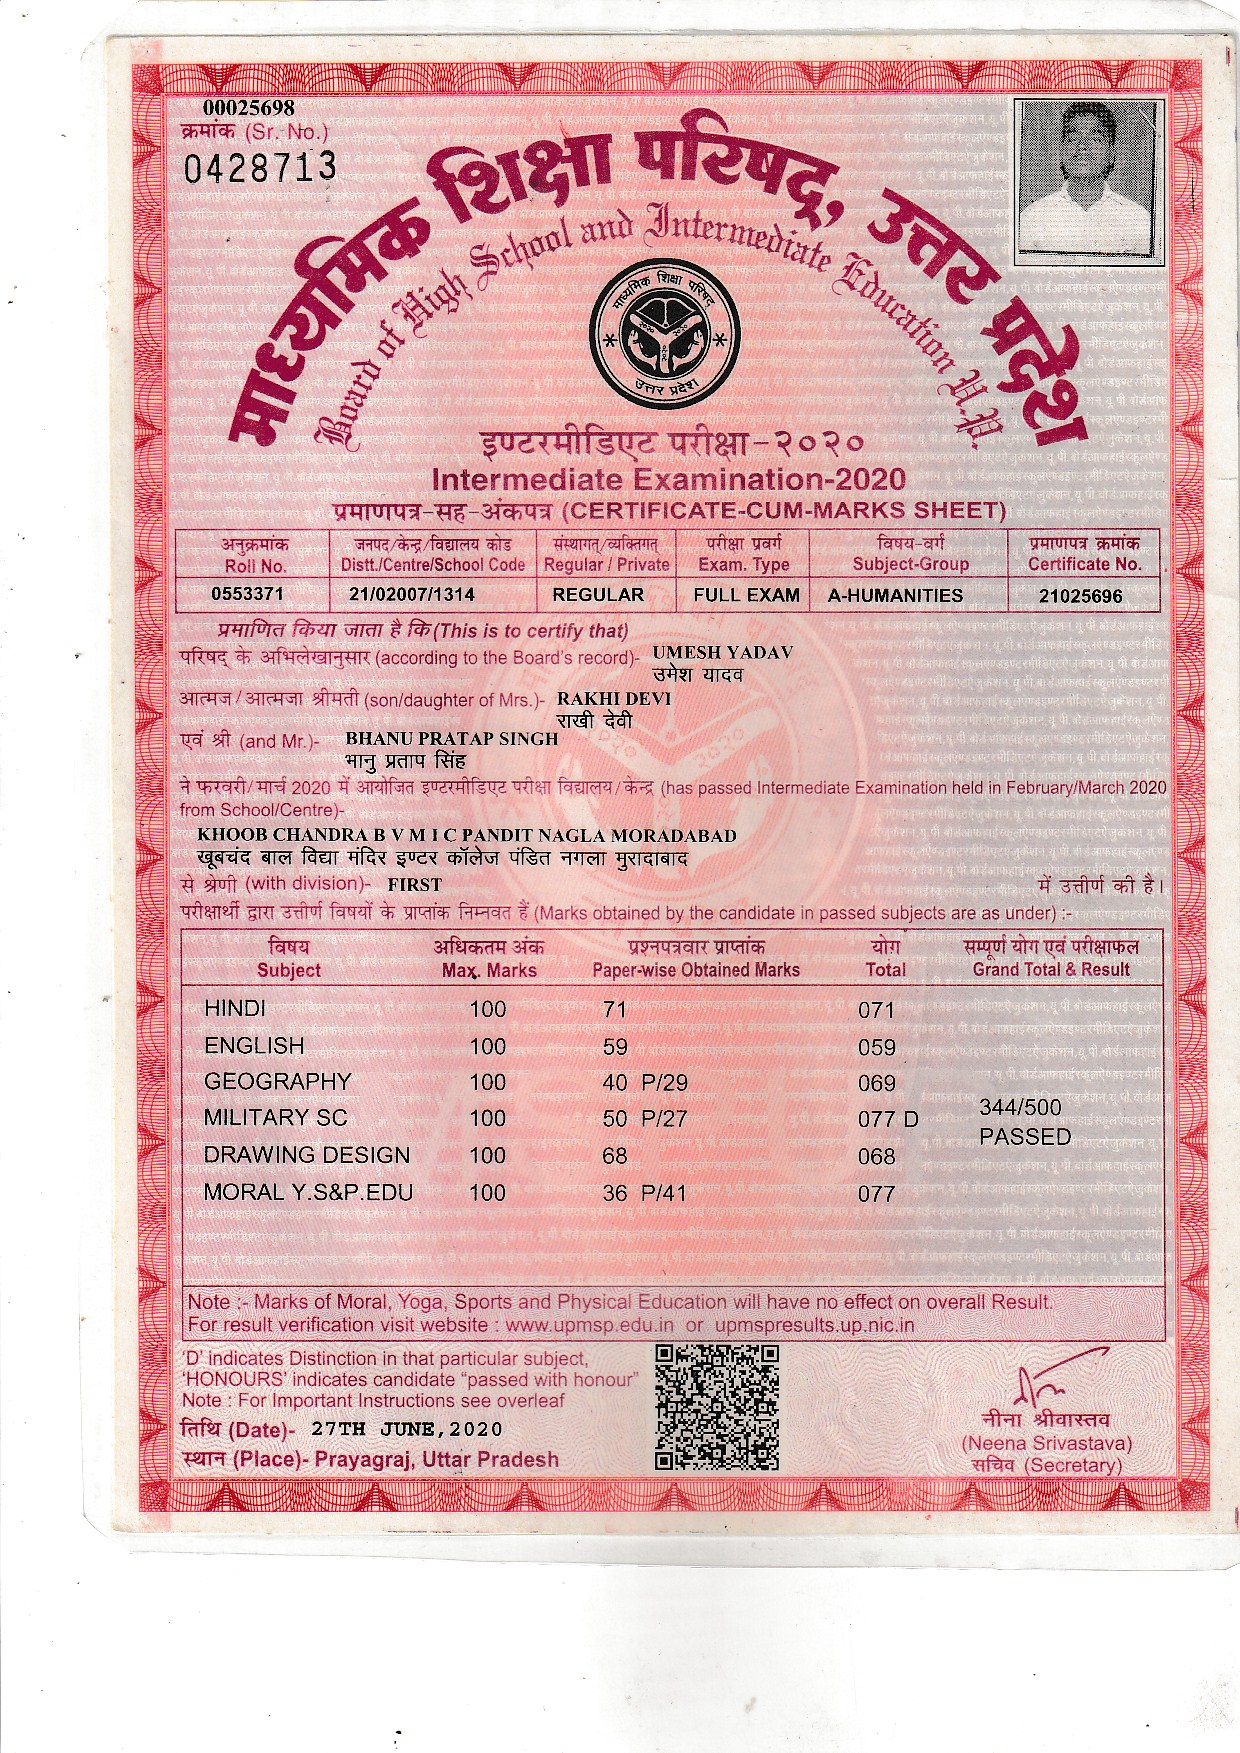 00025698
क्रमांक (Sr. No.)
0428713
माध्यमिक शिक्षा परिषद्, उत्तर प्रदेश
Board of High School and Intermediate Education U.P.
माध्यमिक शिक्षा परिषद
उत्तर प्रदेश
इण्टरमीडिएट परीक्षा-२०२०
Intermediate Examination-2020
प्रमाणपत्र-सह-अंकपत्र (CERTIFICATE-CUM-MARKS SHEET)
अनुक्रमांक जनपद/केन्द्र/विद्यालय कोड संस्थागत्/व्यक्तिगत् परीक्षा प्रवर्ग विषय-वर्ग प्रमाणपत्र क्रमांक
Roll No. Distt./Centre/School Code Regular / Private Exam. Type Subject-Group Certificate No.
0553371 21/02007/1314 REGULAR FULL EXAM A-HUMANITIES 21025696
प्रमाणित किया जाता है कि (This is to certify that)
परिषद् के अभिलेखानुसार (according to the Board's record)- UMESH YADAV
उमेश यादव
आत्मज/आत्मजा श्रीमती (son/daughter of Mrs.)- RAKHI DEVI
राखी देवी
एवं श्री (and Mr.)- BHANU PRATAP SINGH
भानु प्रताप सिंह
ने फरवरी/मार्च 2020 में आयोजित इण्टरमीडिएट परीक्षा विद्यालय/केन्द्र (has passed Intermediate Examination held in February/March 2020
from School/Centre)-
KHOOB CHANDRA B V M I C PANDIT NAGLA MORADABAD
खूबचंद बाल विद्या मंदिर इण्टर कॉलेज पंडित नगला मुरादाबाद
से श्रेणी (with division)- FIRST में उत्तीर्ण की है।
परीक्षार्थी द्वारा उत्तीर्ण विषयों के प्राप्तांक निम्नवत हैं (Marks obtained by the candidate in passed subjects are as under) :-
विषय अधिकतम अंक प्रश्नपत्रवार प्राप्तांक योग सम्पूर्ण योग एवं परीक्षाफल
Subject Max. Marks Paper-wise Obtained Marks Total Grand Total & Result
HINDI 100 71 071
ENGLISH 100 59 059
GEOGRAPHY 100 40 P/29 069
MILITARY SC 100 50 P/27 077 D 344/500
PASSED
DRAWING DESIGN 100 68 068
MORAL Y.S&P.EDU 100 36 P/41 077
Note :- Marks of Moral, Yoga, Sports and Physical Education will have no effect on overall Result.
For result verification visit website : www.upmsp.edu.in or upmspresults.up.nic.in
'D' indicates Distinction in that particular subject,
'HONOURS' indicates candidate "passed with honour"
Note : For Important Instructions see overleaf
तिथि (Date)- 27TH JUNE,2020
स्थान (Place)- Prayagraj, Uttar Pradesh
नीना श्रीवास्तव
(Neena Srivastava)
सचिव (Secretary)